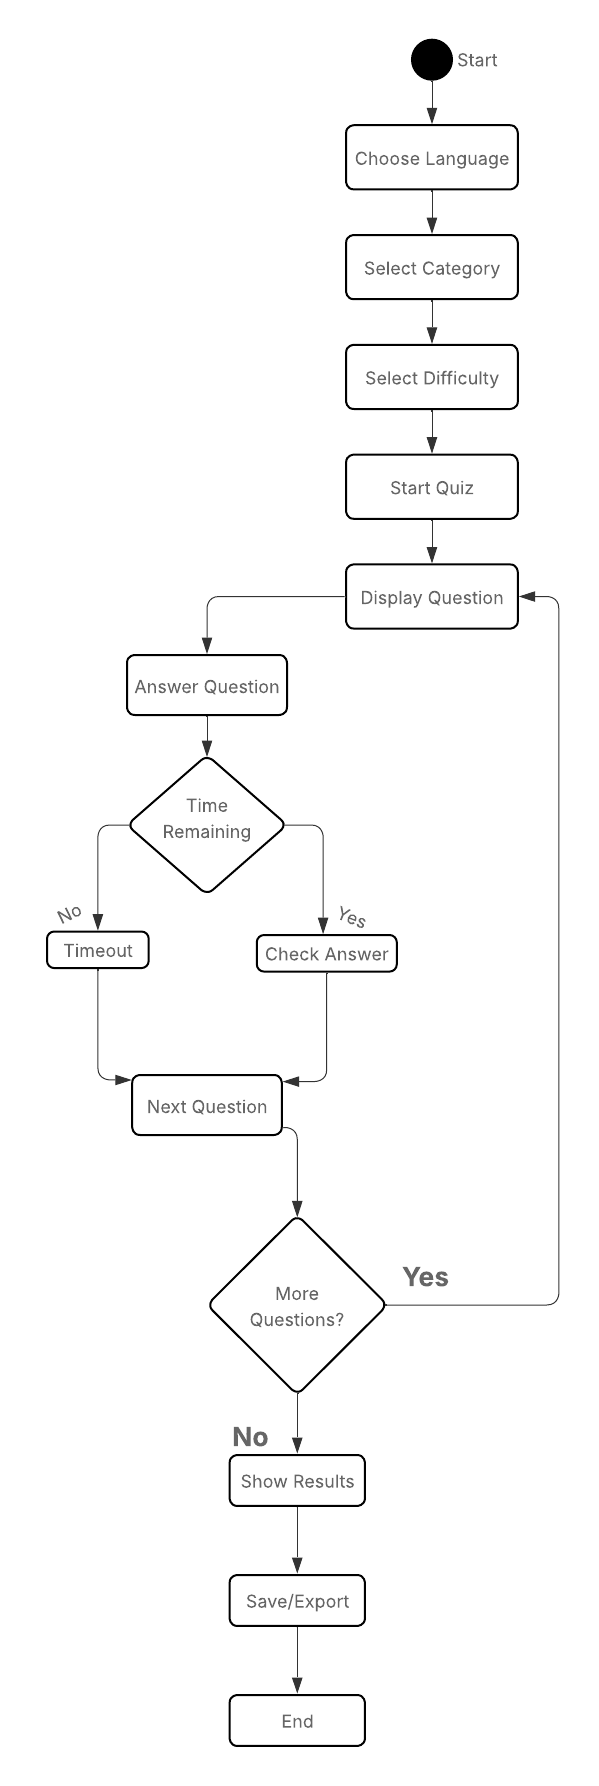 Start
Choose Language
Select Category
Select Difficulty
Start Quiz
Display Question
Answer Question
Time
Remaining
No
Yes
Timeout
Check Answer
Next Question
More
Questions?
Yes
No
Show Results
Save/Export
End